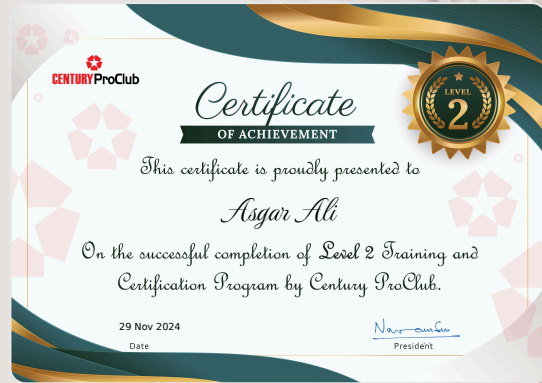 CENTURY ProClub
Certificate
OF ACHIEVEMENT
LEVEL
2
This certificate is proudly presented to
Asgar Ali
On the successful completion of Level 2 Training and
Certification Program by Century ProClub.
29 Nov 2024
Date
President